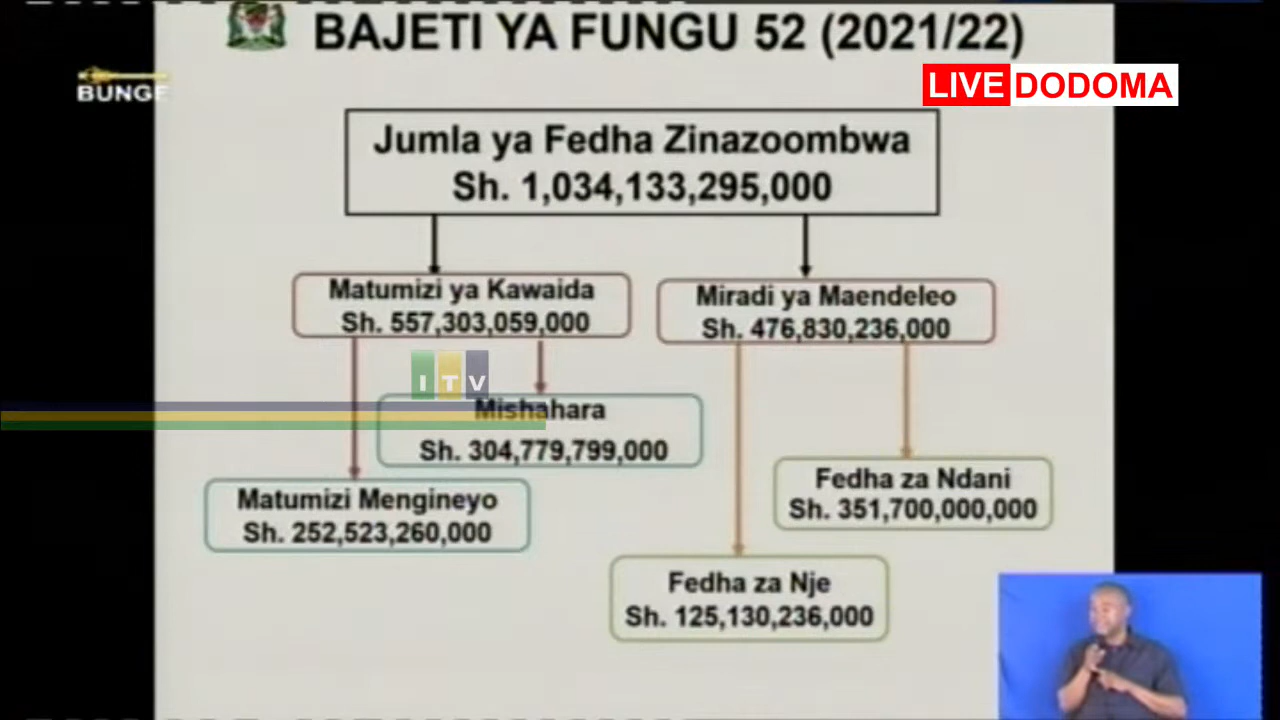 BAJETI YA FUNGU 52 (2021/22)
BUNGE
LIVE DODOMA
Jumla ya Fedha Zinazoombwa
Sh. 1,034,133,295,000
Matumizi ya Kawaida
Sh. 557,303,059,000
Miradi ya Maendeleo
Sh. 476,830,236,000
ITV
Mishahara
Sh. 304,779,799,000
Fedha za Ndani
Sh. 351,700,000,000
Matumizi Mengineyo
Sh. 252,523,260,000
Fedha za Nje
Sh. 125,130,236,000